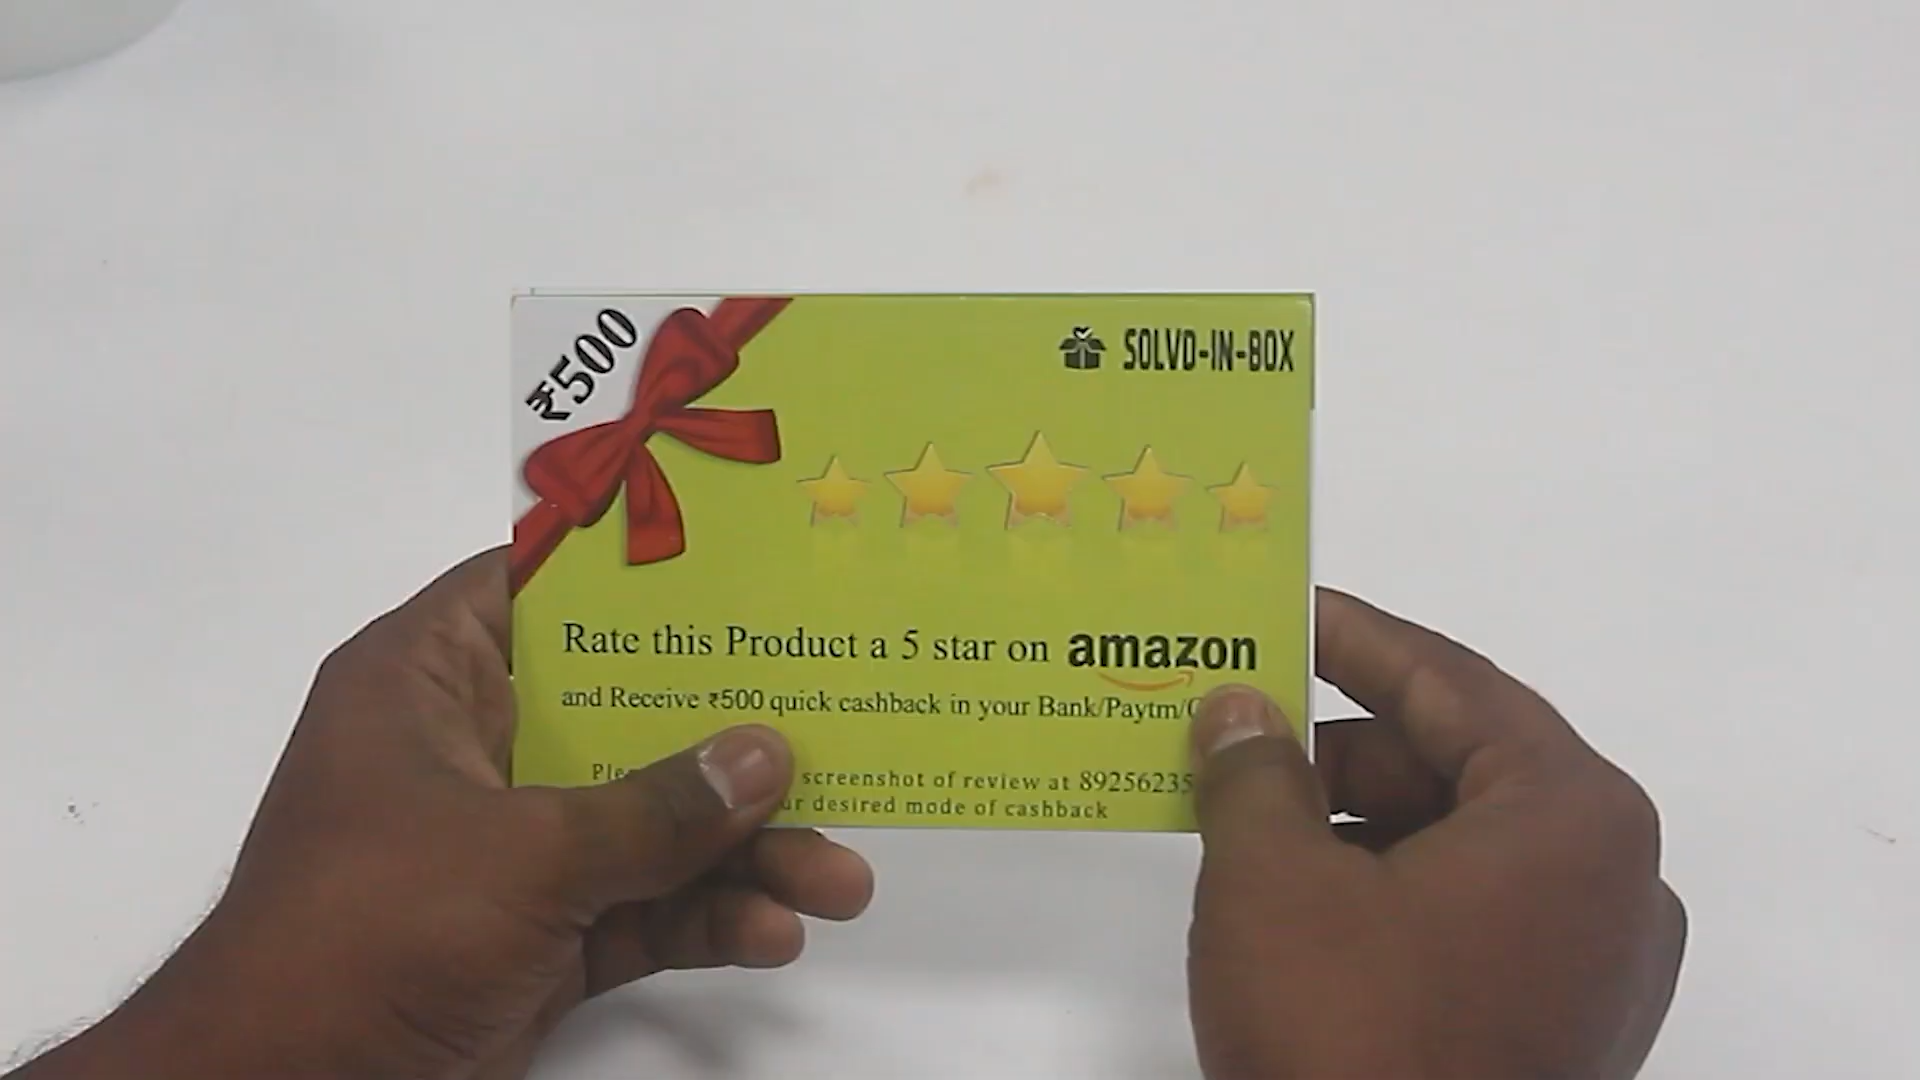 ₹500
SOLVD-IN-BOX
Rate this Product a 5 star on amazon
and Receive ₹500 quick cashback in your Bank/Paytm/
screenshot of review at 89256235
desired mode of cashback